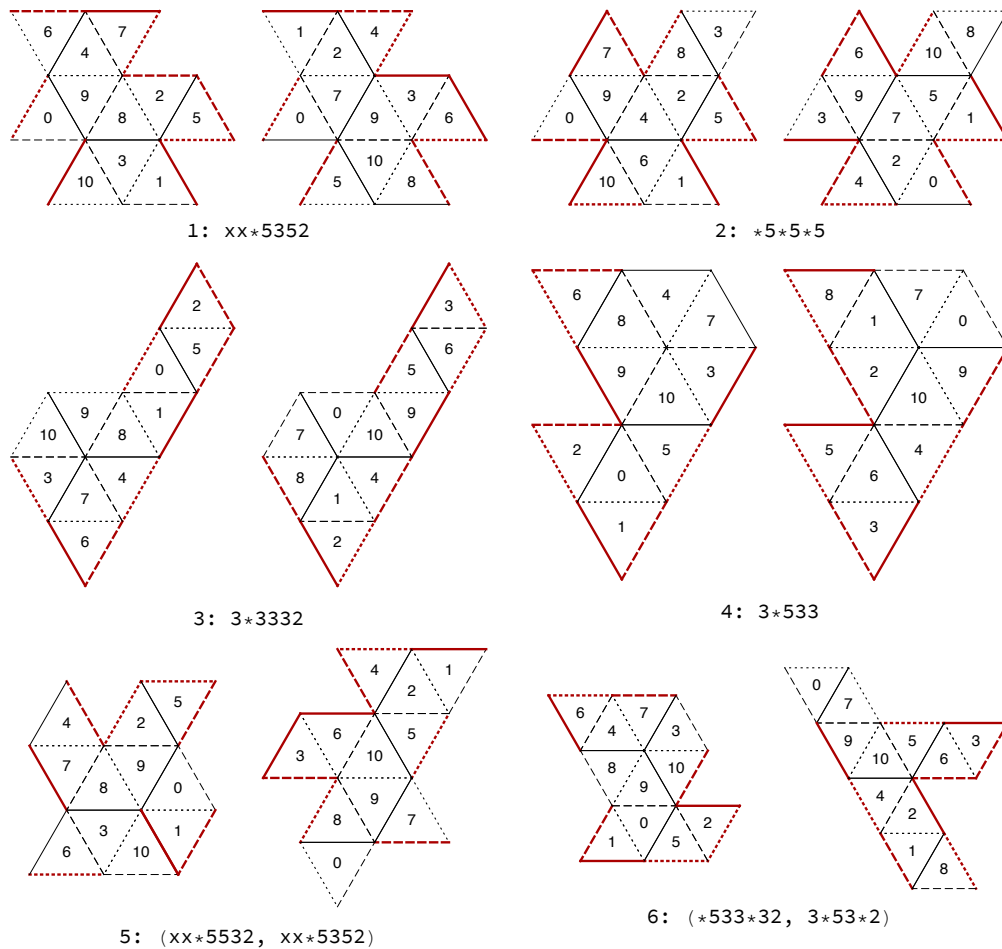 6 7 1 4
4 2
9 2 7 3
0 8 5 0 9 6
3 10
10 1 5 8
1: xx*5352
3 8
7 8 6 10
9 2 9 5
0 4 5 3 7 1
6 2
10 1 4 0
2: *5*5*5
2 3
5 6
0 5
9 1 0 9
10 8 7 10
3 4 8 4
7 1
6 2
3: 3*3332
6 4 8 7
8 7 1 0
9 3 2 9
10 10
2 5 5 4
0 6
1 3
4: 3*533
4 1
5 2
4 2
6 5
7 9 3 10
8 0
9
3 1 8 7
6 10
0
5: (xx*5532, xx*5352)
0
7
6 7
4 3 5 3
9 6
8 10 10
9 4
0 2 2
1 5 1
8
6: (*533*32, 3*53*2)